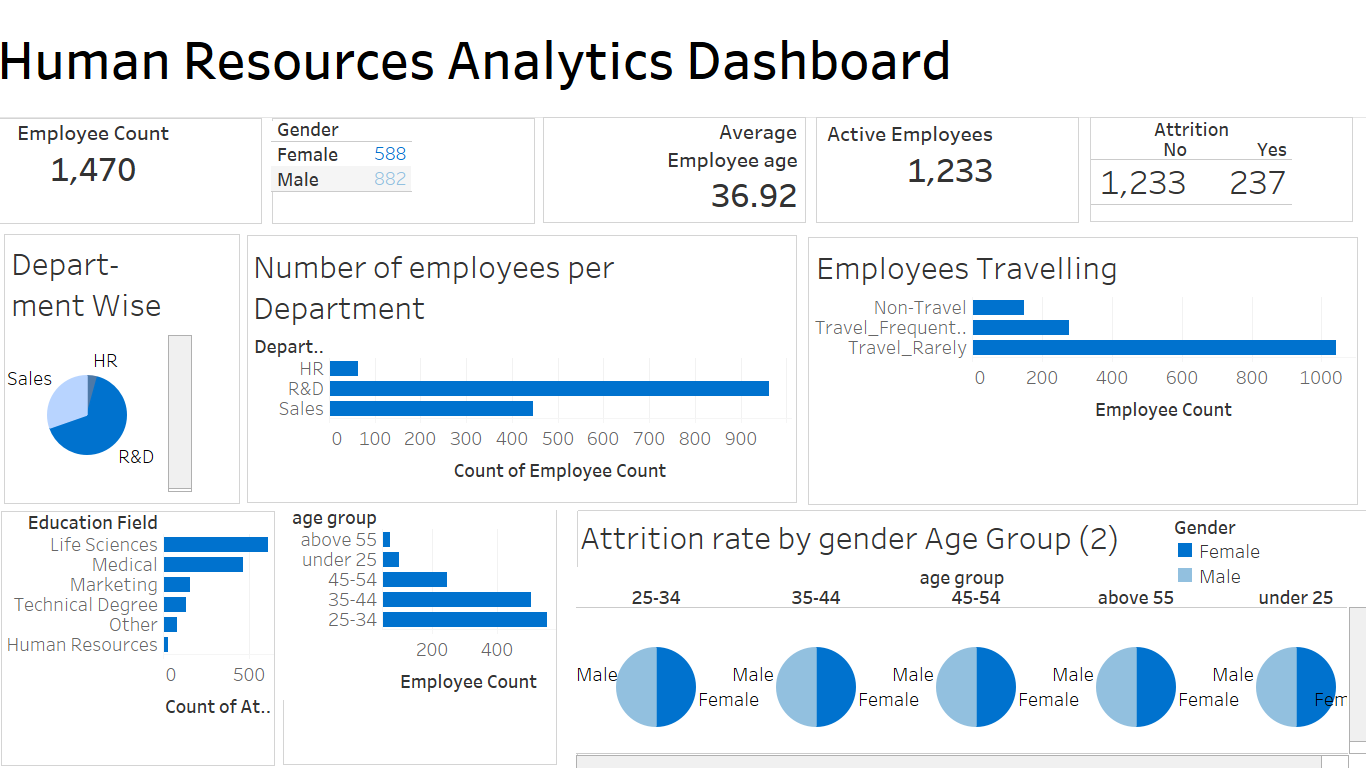 Human Resources Analytics Dashboard
Employee Count
1,470
Gender
Female 588
Male 882
Average
Employee age
36.92
Active Employees
1,233
Attrition
No Yes
1,233 237
Depart-
ment Wise
HR
Sales
R&D
Number of employees per
Department
Depart..
HR
R&D
Sales
0 100 200 300 400 500 600 700 800 900
Count of Employee Count
Employees Travelling
Non-Travel
Travel_Frequent..
Travel_Rarely
0 200 400 600 800 1000
Employee Count
Education Field
Life Sciences
Medical
Marketing
Technical Degree
Other
Human Resources
0 500
Count of At..
age group
above 55
under 25
45-54
35-44
25-34
200 400
Employee Count
Attrition rate by gender Age Group (2)
Gender
Female
Male
age group
25-34 35-44 45-54 above 55 under 25
Male Male Male Male Male
Female Female Female Female Fem